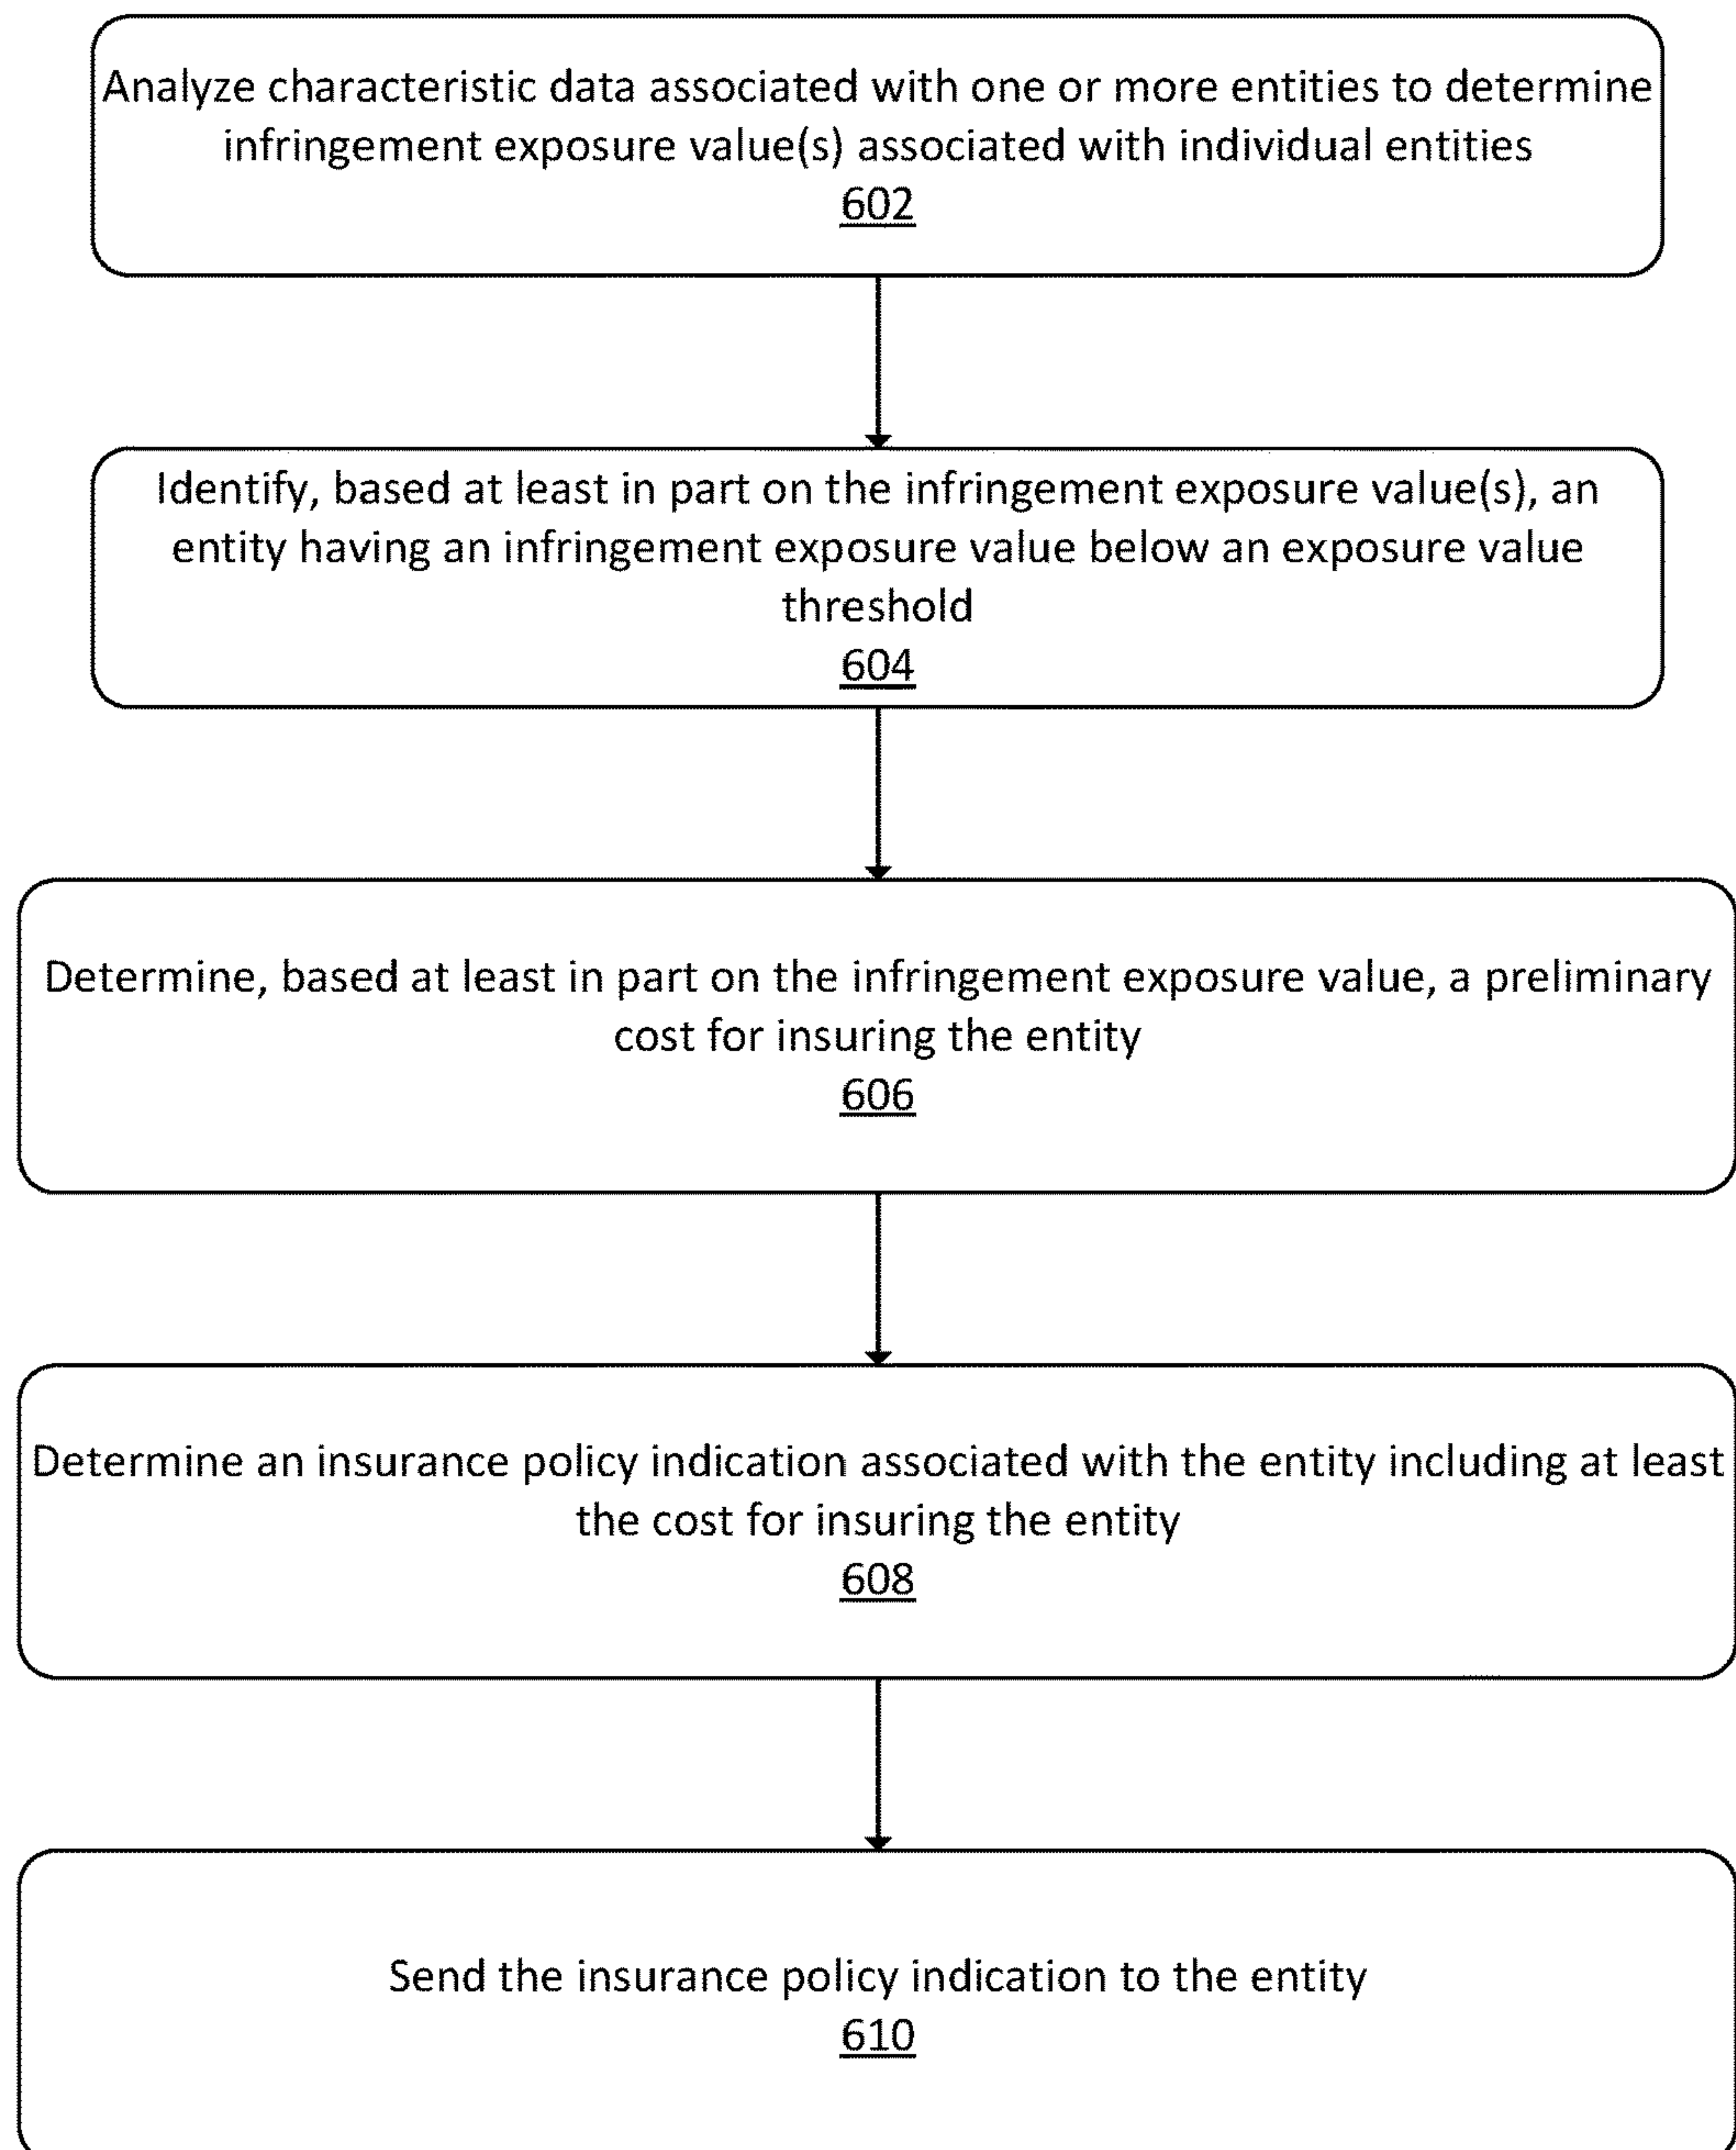 Analyze characteristic data associated with one or more entities to determine
infringement exposure value(s) associated with individual entities
602
Identify, based at least in part on the infringement exposure value(s), an
entity having an infringement exposure value below an exposure value
threshold
604
Determine, based at least in part on the infringement exposure value, a preliminary
cost for insuring the entity
606
Determine an insurance policy indication associated with the entity including at least
the cost for insuring the entity
608
Send the insurance policy indication to the entity
610